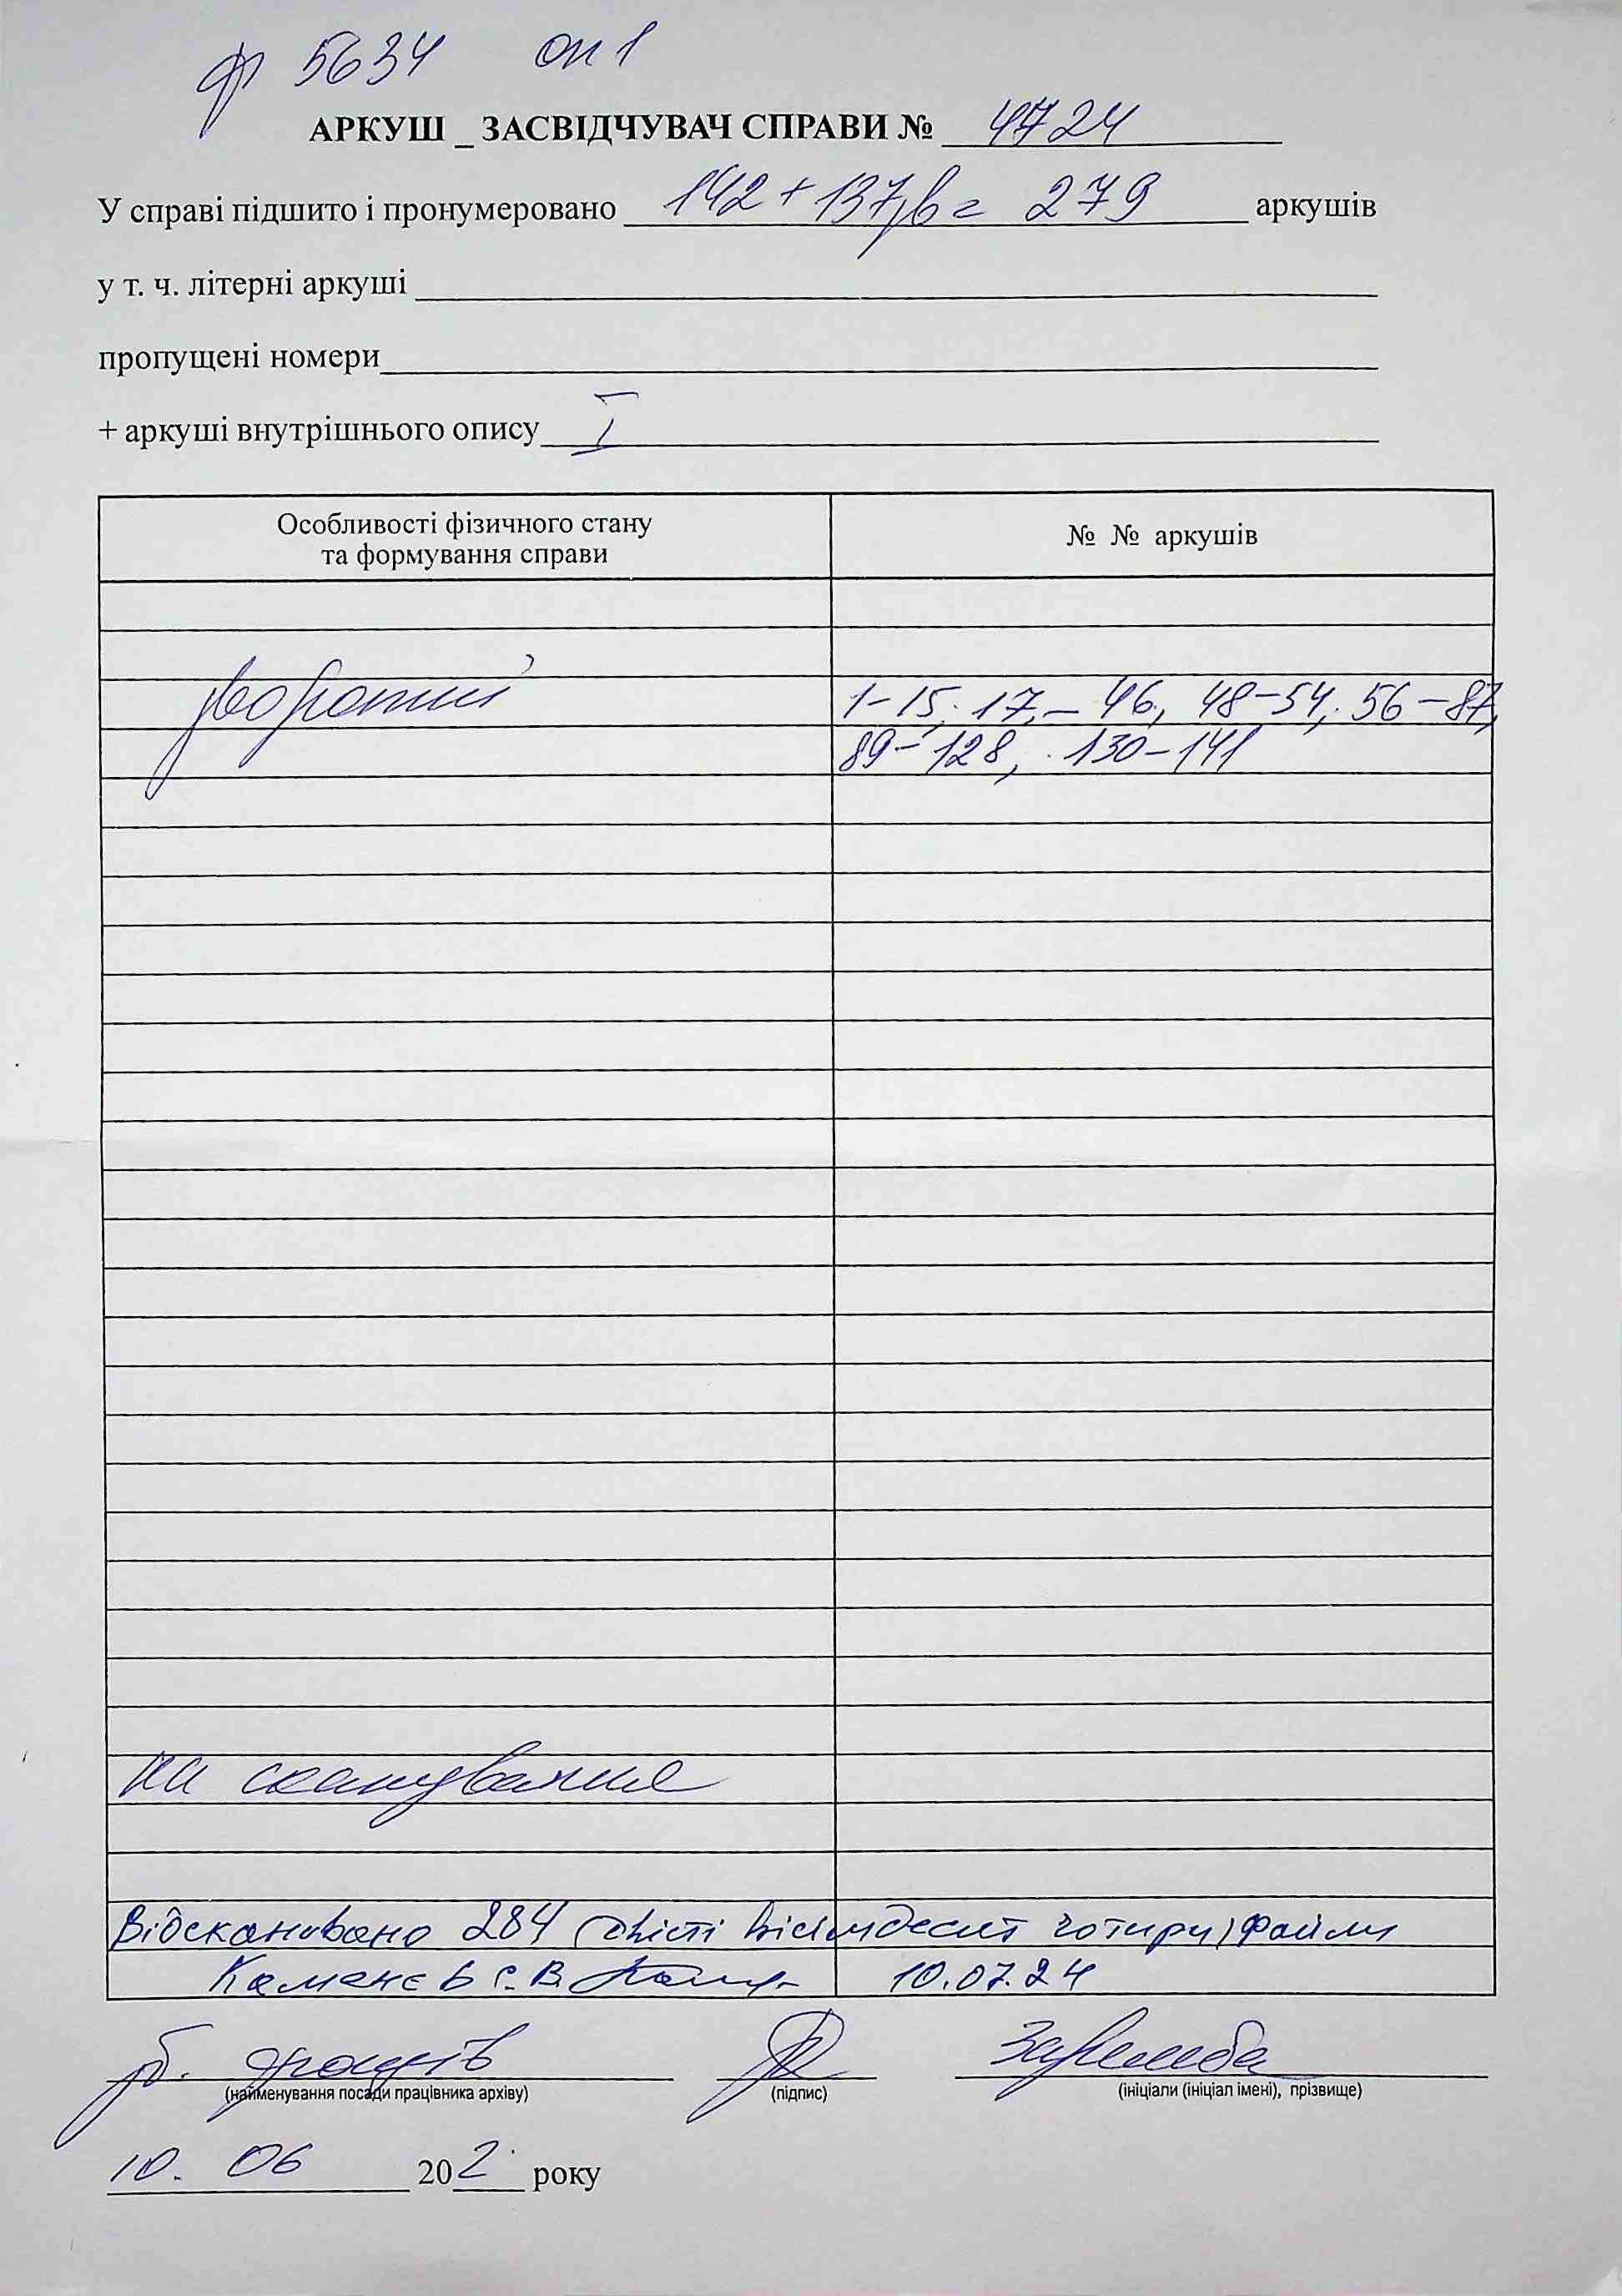 ф 5634 оп 1
АРКУШ _ ЗАСВІДЧУВАЧ СПРАВИ № 4724
У справі підшито і пронумеровано 142 + 137зв = 279 аркушів
у т. ч. літерні аркуші
пропущені номери
+ аркуші внутрішнього опису I
Особливості фізичного стану
та формування справи
№ № аркушів
звороти 1-15, 17,- 46, 48-54, 56-87,
89-128, 130-141
на сканування
Відскановано 284 (двісті вісімдесят чотири) файли
Каменєв С.В. 10.07.24
(найменування посади працівника архіву) (підпис) (ініціали (ініціал імені), прізвище)
10. 06 202 року